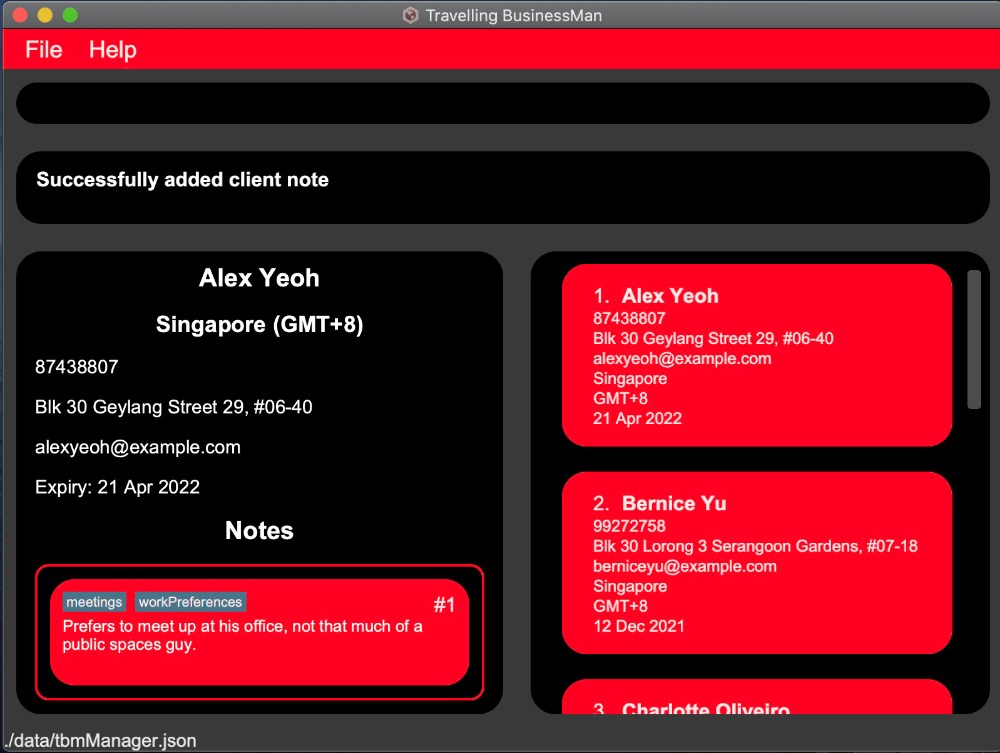 Travelling BusinessMan
File Help
Successfully added client note
Alex Yeoh
Singapore (GMT+8)
87438807
Blk 30 Geylang Street 29, #06-40
alexyeoh@example.com
Expiry: 21 Apr 2022
Notes
meetings workPreferences #1
Prefers to meet up at his office, not that much of a
public spaces guy.
1. Alex Yeoh
87438807
Blk 30 Geylang Street 29, #06-40
alexyeoh@example.com
Singapore
GMT+8
21 Apr 2022
2. Bernice Yu
99272758
Blk 30 Lorong 3 Serangoon Gardens, #07-18
berniceyu@example.com
Singapore
GMT+8
12 Dec 2021
3. Charlotte Oliveiro
./data/tbmManager.json